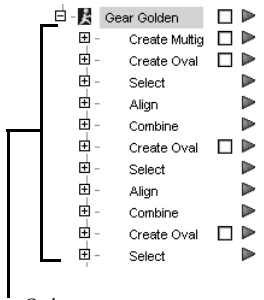 Gear Golden
Create Multig
Create Oval
Select
Align
Combine
Create Oval
Select
Align
Combine
Create Oval
Select